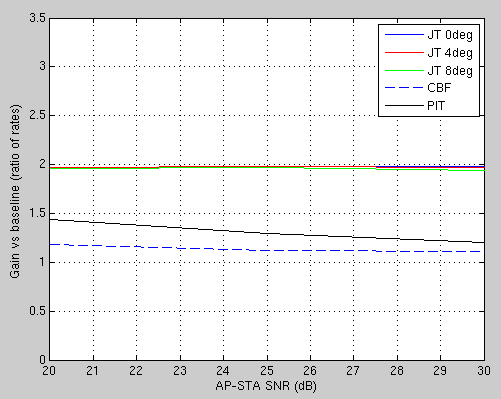 3.5
3
2.5
2
1.5
1
0.5
0
Gain vs baseline (ratio of rates)
JT 0deg
JT 4deg
JT 8deg
CBF
PIT
20 21 22 23 24 25 26 27 28 29 30
AP-STA SNR (dB)